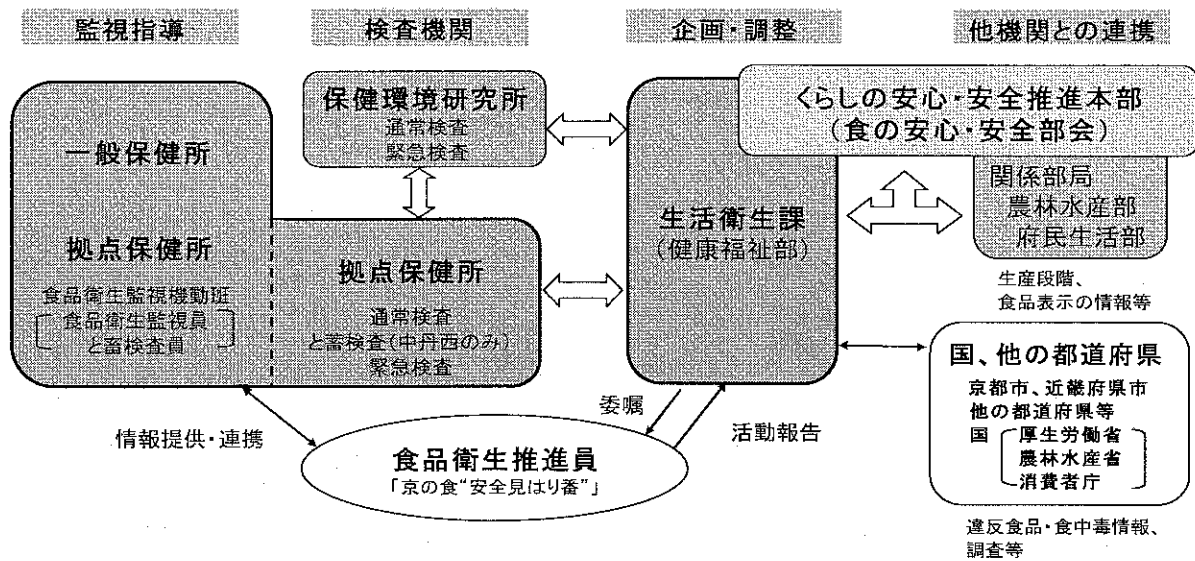 監視指導
検査機関
企画・調整
他機関との連携
一般保健所
拠点保健所
食品衛生監視機動班
食品衛生監視員
と畜検査員
保健環境研究所
通常検査
緊急検査
拠点保健所
通常検査
と畜検査(中丹西のみ)
緊急検査
生活衛生課
(健康福祉部)
くらしの安心・安全推進本部
(食の安心・安全部会)
関係部局
農林水産部
府民生活部
生産段階、
食品表示の情報等
国、他の都道府県
京都市、近畿府県市
他の都道府県等
国 厚生労働省
農林水産省
消費者庁
違反食品・食中毒情報、
調査等
情報提供・連携
委嘱
活動報告
食品衛生推進員
「京の食“安全見はり番”」